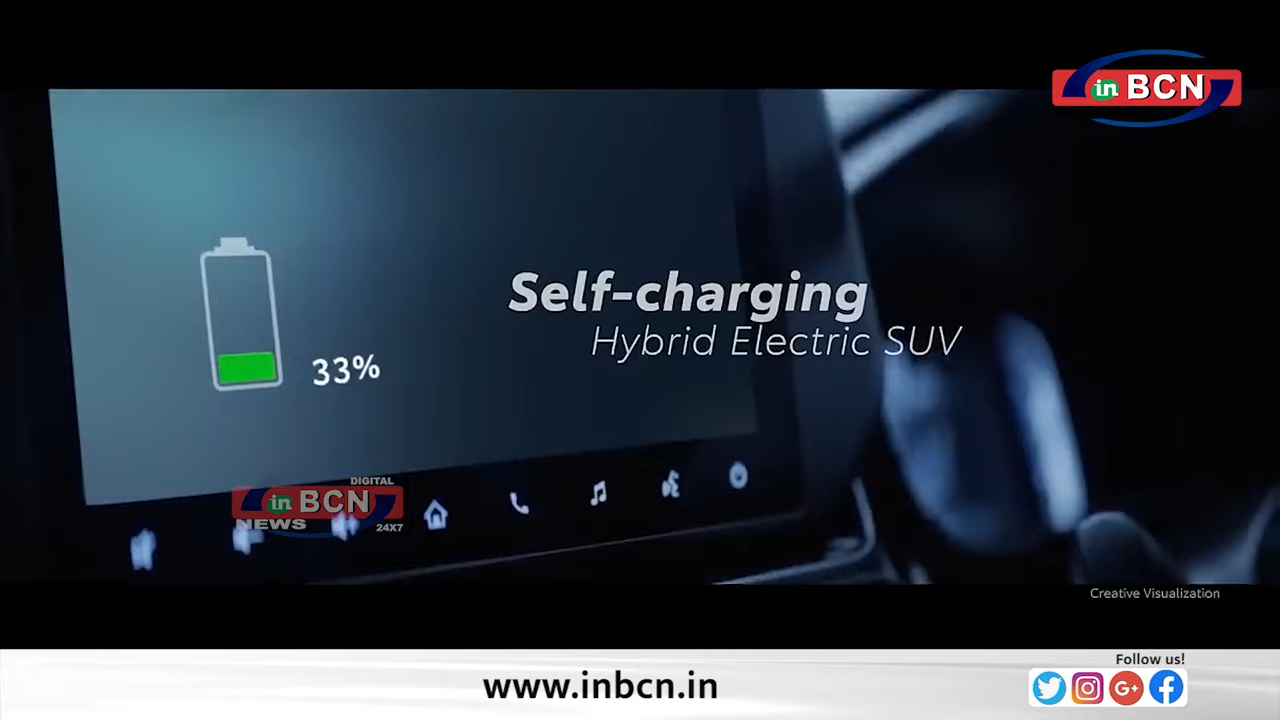 in BCN
Self-charging
Hybrid Electric SUV
33%
DIGITAL
in BCN
NEWS 24X7
Creative Visualization
Follow us!
www.inbcn.in